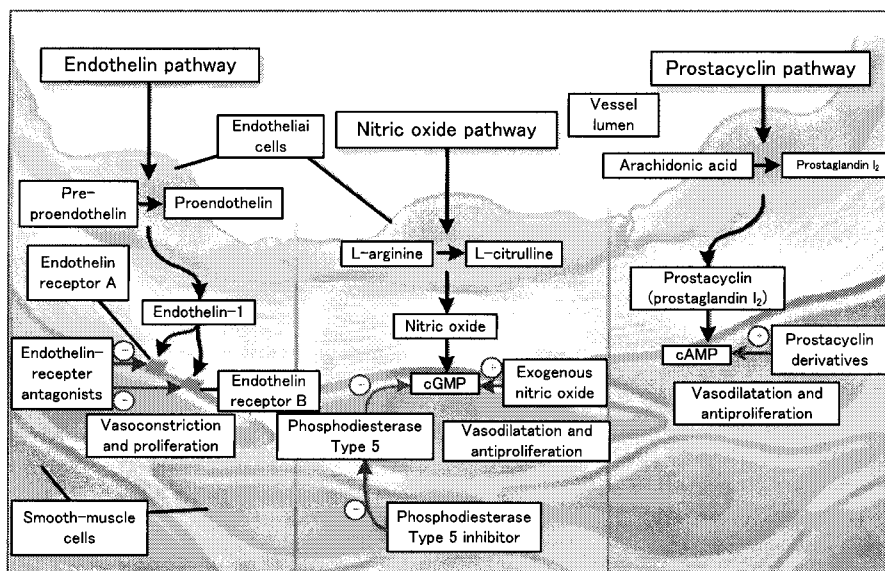 Endothelin pathway
Nitric oxide pathway
Prostacyclin pathway
Vessel
lumen
Endotheliai
cells
Arachidonic acid
Prostaglandin I₂
Pre-
proendothelin
Proendothelin
L-arginine
L-citrulline
Endothelin
receptor A
Endothelin-1
Nitric oxide
Prostacyclin
(prostaglandin I₂)
Endothelin-
recepter
antagonists
-
-
Endothelin
receptor B
-
cGMP
-
Exogenous
nitric oxide
cAMP
-
Prostacyclin
derivatives
Vasoconstriction
and proliferation
Phosphodiesterase
Type 5
Vasodilatation and
antiproliferation
Vasodilatation and
antiproliferation
Smooth-muscle
cells
-
Phosphodiesterase
Type 5 inhibitor